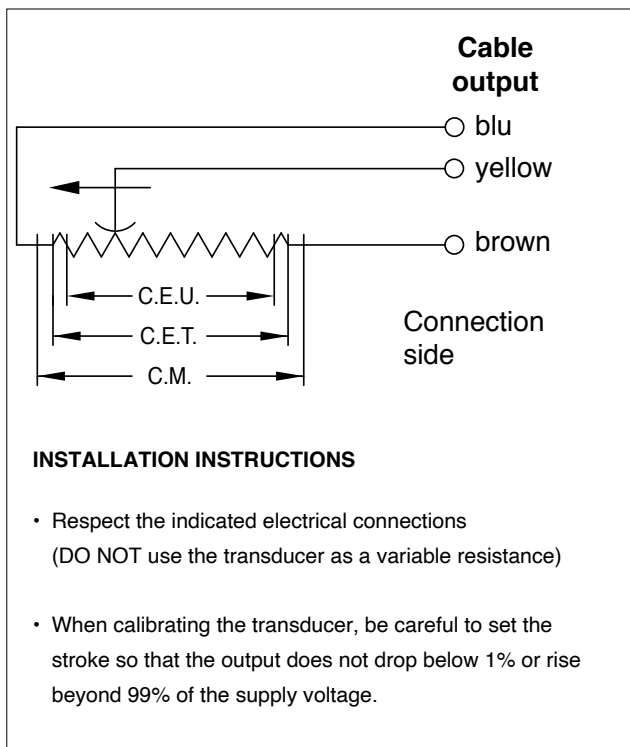 Cable
output
blu
yellow
brown
C.E.U.
C.E.T.
C.M.
Connection
side
INSTALLATION INSTRUCTIONS
• Respect the indicated electrical connections
(DO NOT use the transducer as a variable resistance)
• When calibrating the transducer, be careful to set the
stroke so that the output does not drop below 1% or rise
beyond 99% of the supply voltage.